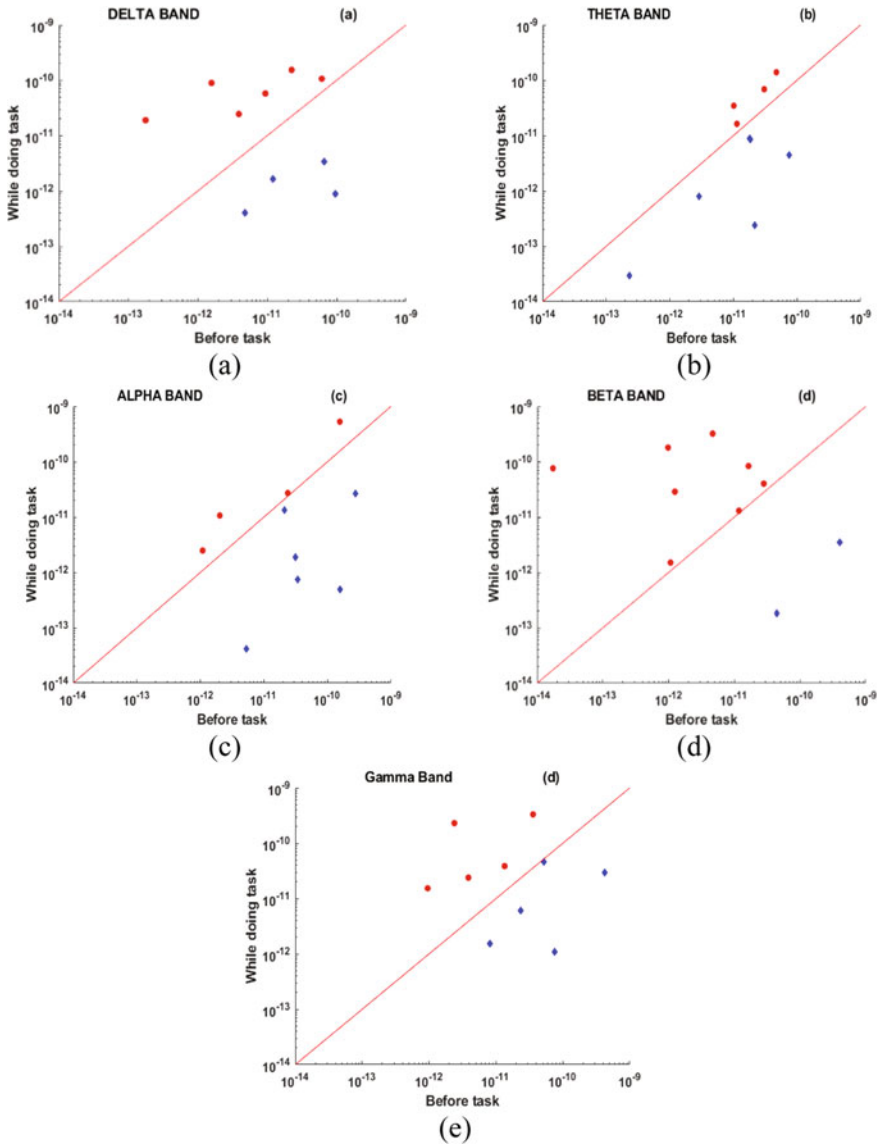 DELTA BAND (a)
While doing task
10-9
10-10
10-11
10-12
10-13
10-14
10-14 10-13 10-12 10-11 10-10 10-9
Before task
(a)
THETA BAND (b)
While doing task
10-9
10-10
10-11
10-12
10-13
10-14
10-14 10-13 10-12 10-11 10-10 10-9
Before task
(b)
ALPHA BAND (c)
While doing task
10-9
10-10
10-11
10-12
10-13
10-14
10-14 10-13 10-12 10-11 10-10 10-9
Before task
(c)
BETA BAND (d)
While doing task
10-9
10-10
10-11
10-12
10-13
10-14
10-14 10-13 10-12 10-11 10-10 10-9
Before task
(d)
Gamma Band (d)
While doing task
10-9
10-10
10-11
10-12
10-13
10-14
10-14 10-13 10-12 10-11 10-10 10-9
Before task
(e)